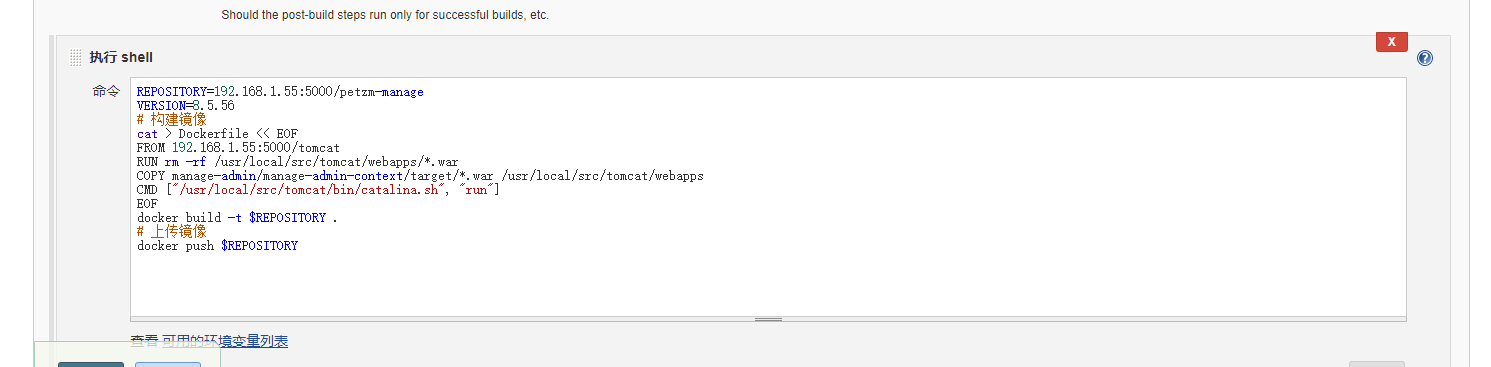 Should the post-build steps run only for successful builds, etc.
X
执行 shell
?
命令
REPOSITORY=192.168.1.55:5000/petzm-manage
VERSION=8.5.56
# 构建镜像
cat > Dockerfile << EOF
FROM 192.168.1.55:5000/tomcat
RUN rm -rf /usr/local/src/tomcat/webapps/*.war
COPY manage-admin/manage-admin-context/target/*.war /usr/local/src/tomcat/webapps
CMD ["/usr/local/src/tomcat/bin/catalina.sh", "run"]
EOF
docker build -t $REPOSITORY .
# 上传镜像
docker push $REPOSITORY
查看 可用的环境变量列表